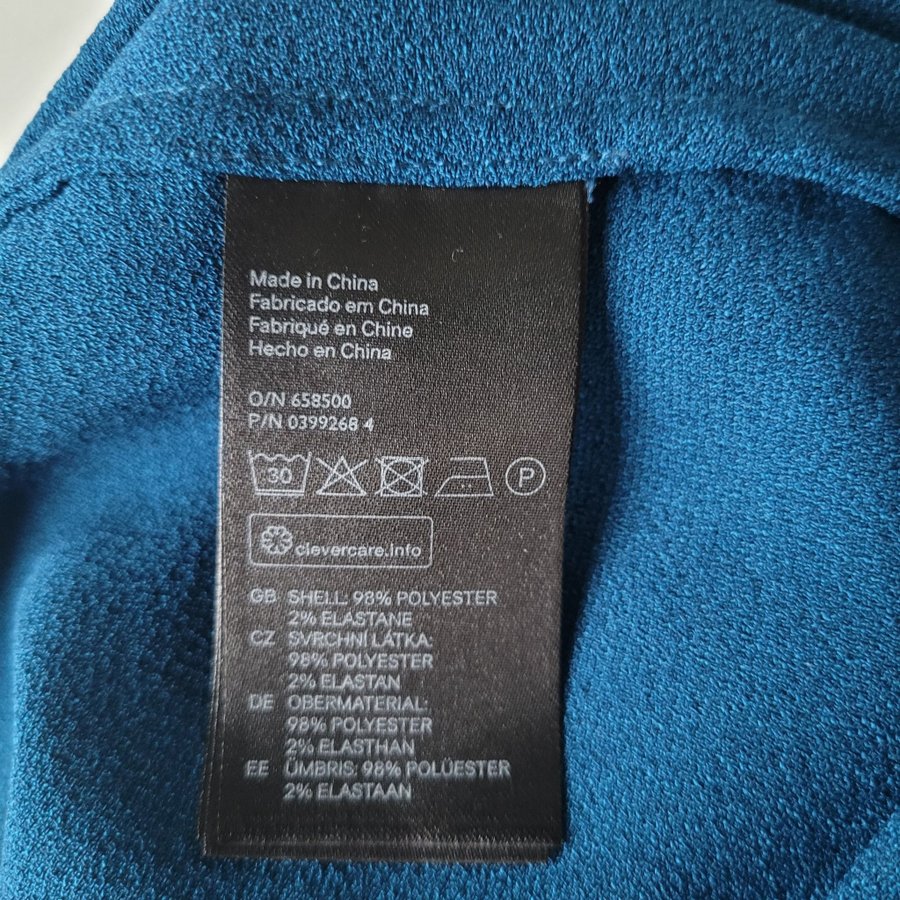 Made in China
Fabricado em China
Fabriqué en Chine
Hecho en China
O/N 658500
P/N 0399268 4
30 P
clevercare.info
GB SHELL: 98% POLYESTER
2% ELASTANE
CZ SVRCHNÍ LÁTKA:
98% POLYESTER
2% ELASTAN
DE OBERMATERIAL:
98% POLYESTER
2% ELASTHAN
EE ÜMBRIS: 98% POLÜESTER
2% ELASTAAN